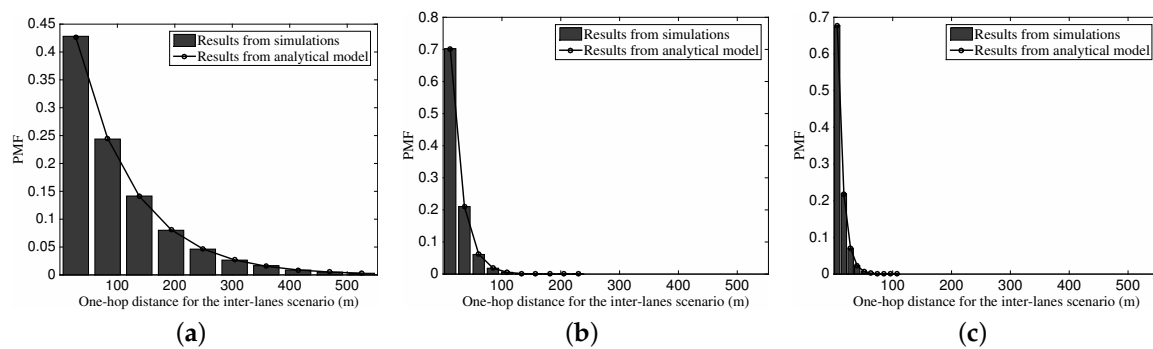 0.45
0.4
0.35
0.3
0.25
0.2
0.15
0.1
0.05
0
PMF
Results from simulations
Results from analytical model
100 200 300 400 500
One-hop distance for the inter-lanes scenario (m)
(a)
0.8
0.7
0.6
0.5
0.4
0.3
0.2
0.1
0
PMF
Results from simulations
Results from analytical model
100 200 300 400 500
One-hop distance for the inter-lanes scenario (m)
(b)
0.7
0.6
0.5
0.4
0.3
0.2
0.1
0
PMF
Results from simulations
Results from analytical model
100 200 300 400 500
One-hop distance for the inter-lanes scenario (m)
(c)